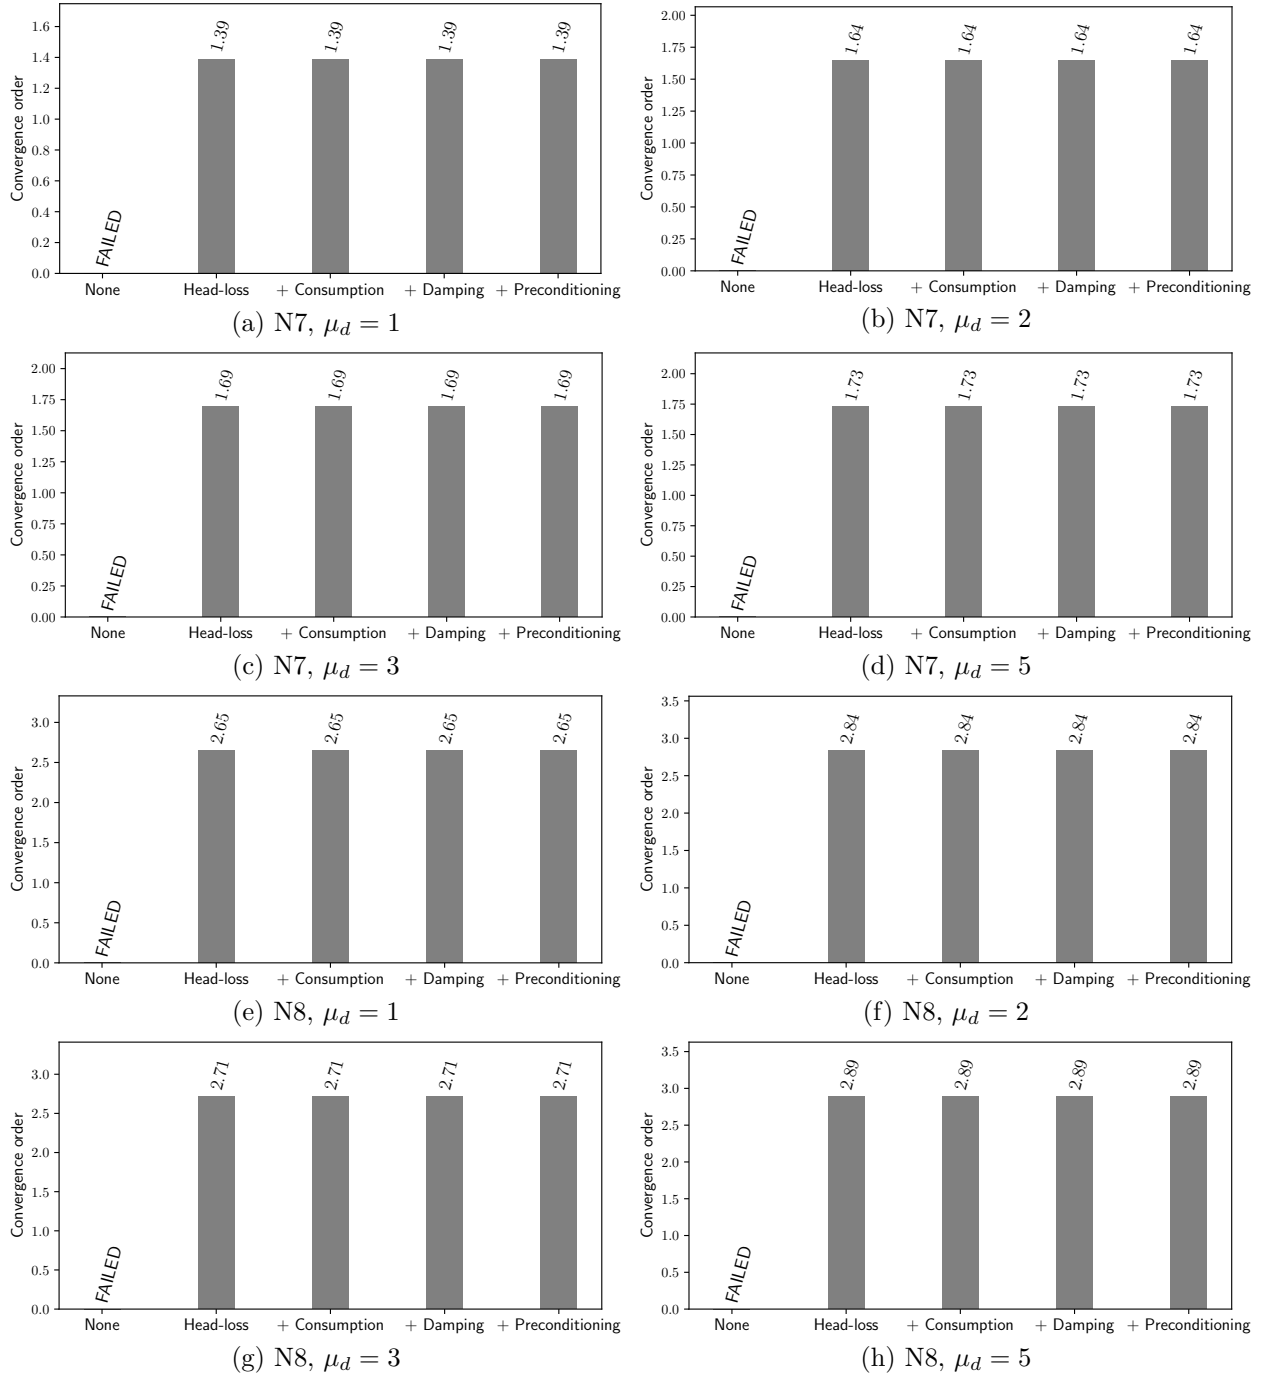 1.39 1.39 1.39 1.39
Convergence order
1.6
1.4
1.2
1.0
0.8
0.6
0.4
0.2
0.0
FAILED
None Head-loss + Consumption + Damping + Preconditioning
(a) N7, μd = 1
1.64 1.64 1.64 1.64
Convergence order
2.00
1.75
1.50
1.25
1.00
0.75
0.50
0.25
0.00
FAILED
None Head-loss + Consumption + Damping + Preconditioning
(b) N7, μd = 2
1.69 1.69 1.69 1.69
Convergence order
2.00
1.75
1.50
1.25
1.00
0.75
0.50
0.25
0.00
FAILED
None Head-loss + Consumption + Damping + Preconditioning
(c) N7, μd = 3
1.73 1.73 1.73 1.73
Convergence order
2.00
1.75
1.50
1.25
1.00
0.75
0.50
0.25
0.00
FAILED
None Head-loss + Consumption + Damping + Preconditioning
(d) N7, μd = 5
2.65 2.65 2.65 2.65
Convergence order
3.0
2.5
2.0
1.5
1.0
0.5
0.0
FAILED
None Head-loss + Consumption + Damping + Preconditioning
(e) N8, μd = 1
2.84 2.84 2.84 2.84
Convergence order
3.5
3.0
2.5
2.0
1.5
1.0
0.5
0.0
FAILED
None Head-loss + Consumption + Damping + Preconditioning
(f) N8, μd = 2
2.71 2.71 2.71 2.71
Convergence order
3.0
2.5
2.0
1.5
1.0
0.5
0.0
FAILED
None Head-loss + Consumption + Damping + Preconditioning
(g) N8, μd = 3
2.89 2.89 2.89 2.89
Convergence order
3.5
3.0
2.5
2.0
1.5
1.0
0.5
0.0
FAILED
None Head-loss + Consumption + Damping + Preconditioning
(h) N8, μd = 5